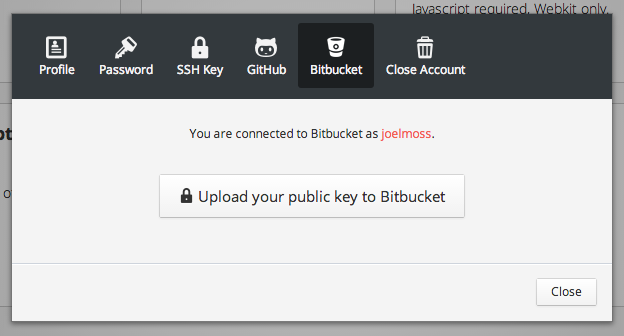 Javascript required. Webkit only.
Profile
Password
SSH Key
GitHub
Bitbucket
Close Account
You are connected to Bitbucket as joelmoss.
Upload your public key to Bitbucket
Close